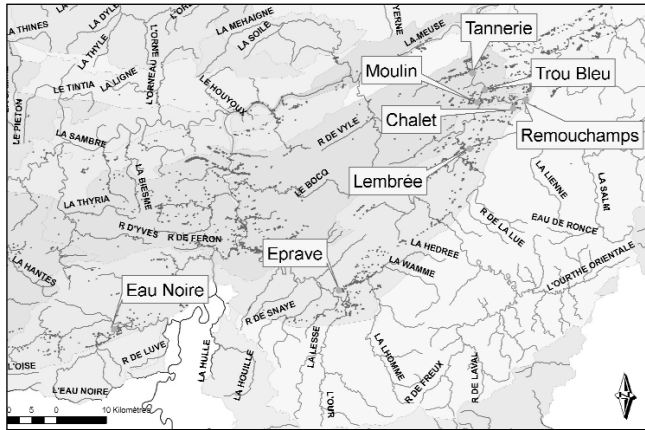 LA THINES
LA DYLE
LA THYLE
L'ORNE
LA MEHAIGNE
LA SOILE
YERNE
LA MEUSE
Tannerie
LE TINTIA
LA LIGNE
L'ORNEAU
LE HOUYOUX
Moulin
Trou Bleu
LE PIETON
R DE VYLE
Chalet
Remouchamps
LA SAMBRE
LA BIESME
LE BOCQ
Lembrée
LA LIENNE
LA SALM
LA THYRIA
R D'YVES
R DE FERON
R DE LA LUE
EAU DE RONCE
LA HANTES
Eprave
LA HEDREE
LA WAMME
L'OURTHE ORIENTALE
Eau Noire
R DE SNAYE
L'OISE
R DE LUVE
LA HULLE
LA HOUILLE
LA LESSE
LA LHOMME
R DE FREUX
R DE LAVAL
L'EAU NOIRE
L'OUR
10 5 0 10 Kilomètres